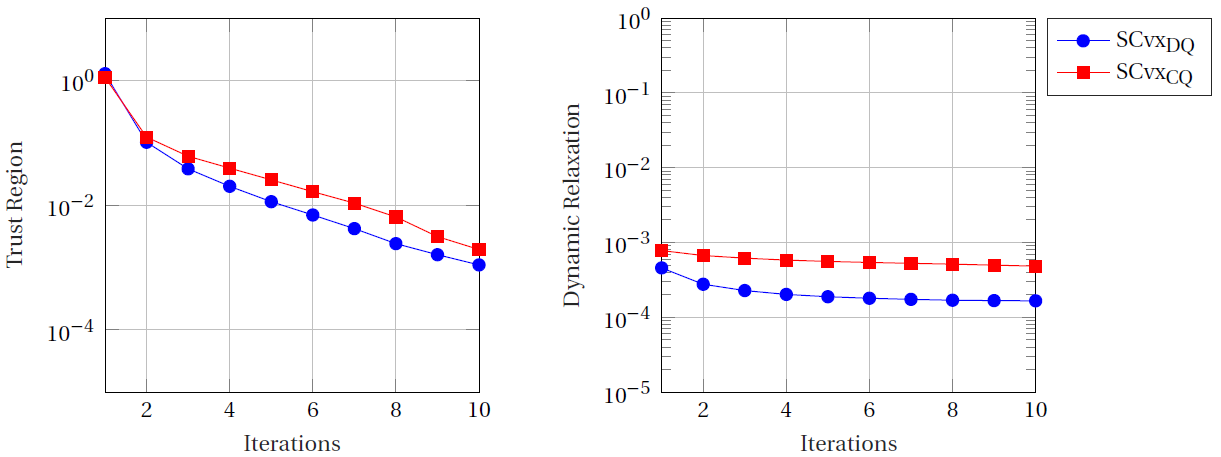 Trust Region
10^0
10^−2
10^−4
2 4 6 8 10
Iterations
Dynamic Relaxation
10^0
10^−1
10^−2
10^−3
10^−4
10^−5
2 4 6 8 10
Iterations
SCvx_DQ
SCvx_CQ